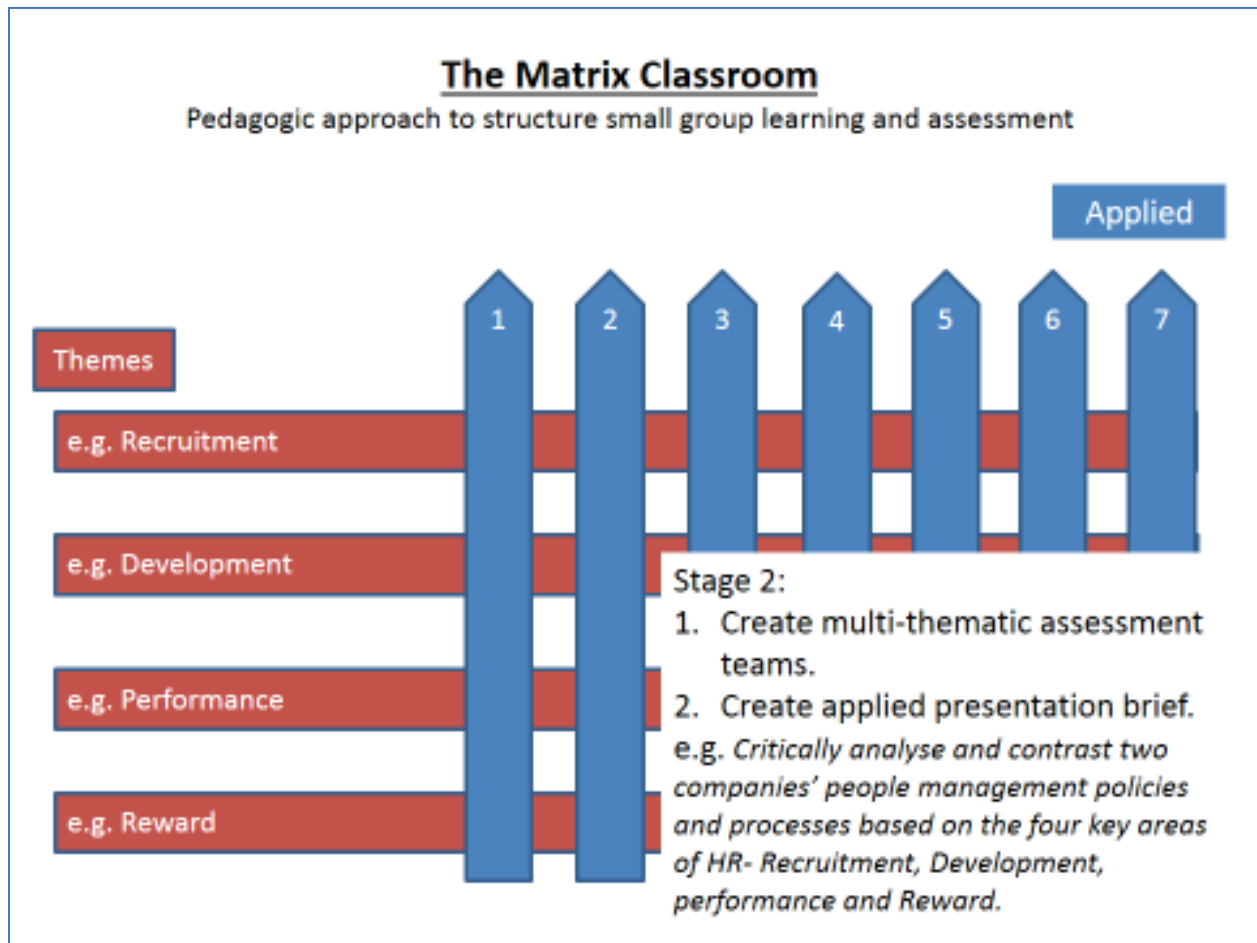 The Matrix Classroom
Pedagogic approach to structure small group learning and assessment
Applied
1 2 3 4 5 6 7
Themes
e.g. Recruitment
e.g. Development
e.g. Performance
e.g. Reward
Stage 2:
1. Create multi-thematic assessment
teams.
2. Create applied presentation brief.
e.g. Critically analyse and contrast two
companies’ people management policies
and processes based on the four key areas
of HR- Recruitment, Development,
performance and Reward.